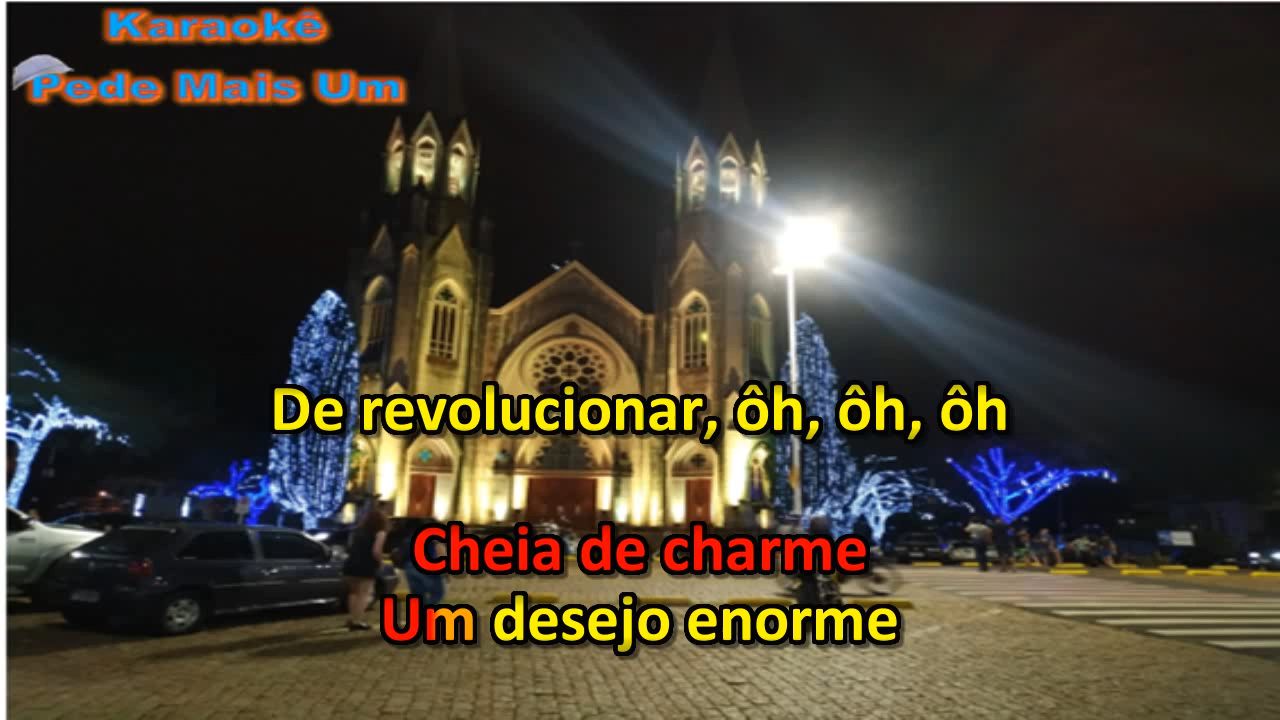 Karaokê
Pede Mais Um
De revolucionar, ôh, ôh, ôh
Cheia de charme
Um desejo enorme